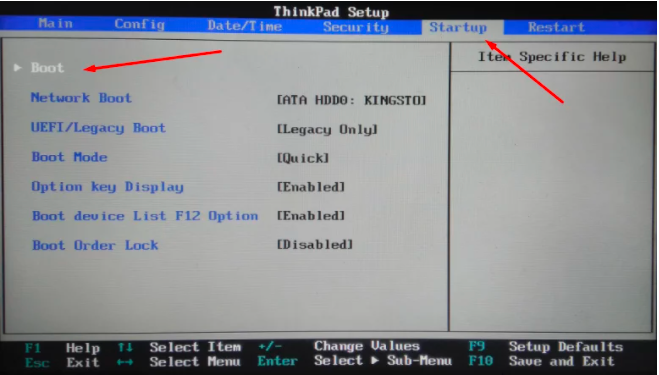 ThinkPad Setup
Main Config Date/Time Security Startup Restart
Item Specific Help
▶ Boot
Network Boot [ATA HDD0: KINGSTO]
UEFI/Legacy Boot [Legacy Only]
Boot Mode [Quick]
Option key Display [Enabled]
Boot device List F12 Option [Enabled]
Boot Order Lock [Disabled]
F1 Help ↑↓ Select Item +/- Change Values F9 Setup Defaults
Esc Exit ↔ Select Menu Enter Select ▶ Sub-Menu F10 Save and Exit